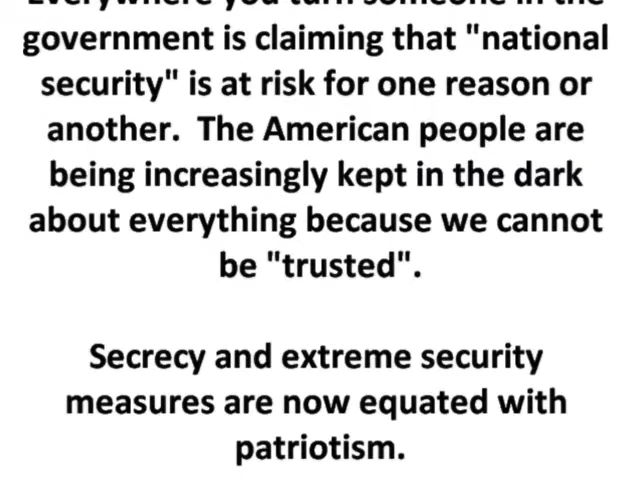 Everywhere you turn someone in the
government is claiming that "national
security" is at risk for one reason or
another.  The American people are
being increasingly kept in the dark
about everything because we cannot
be "trusted".
Secrecy and extreme security
measures are now equated with
patriotism.